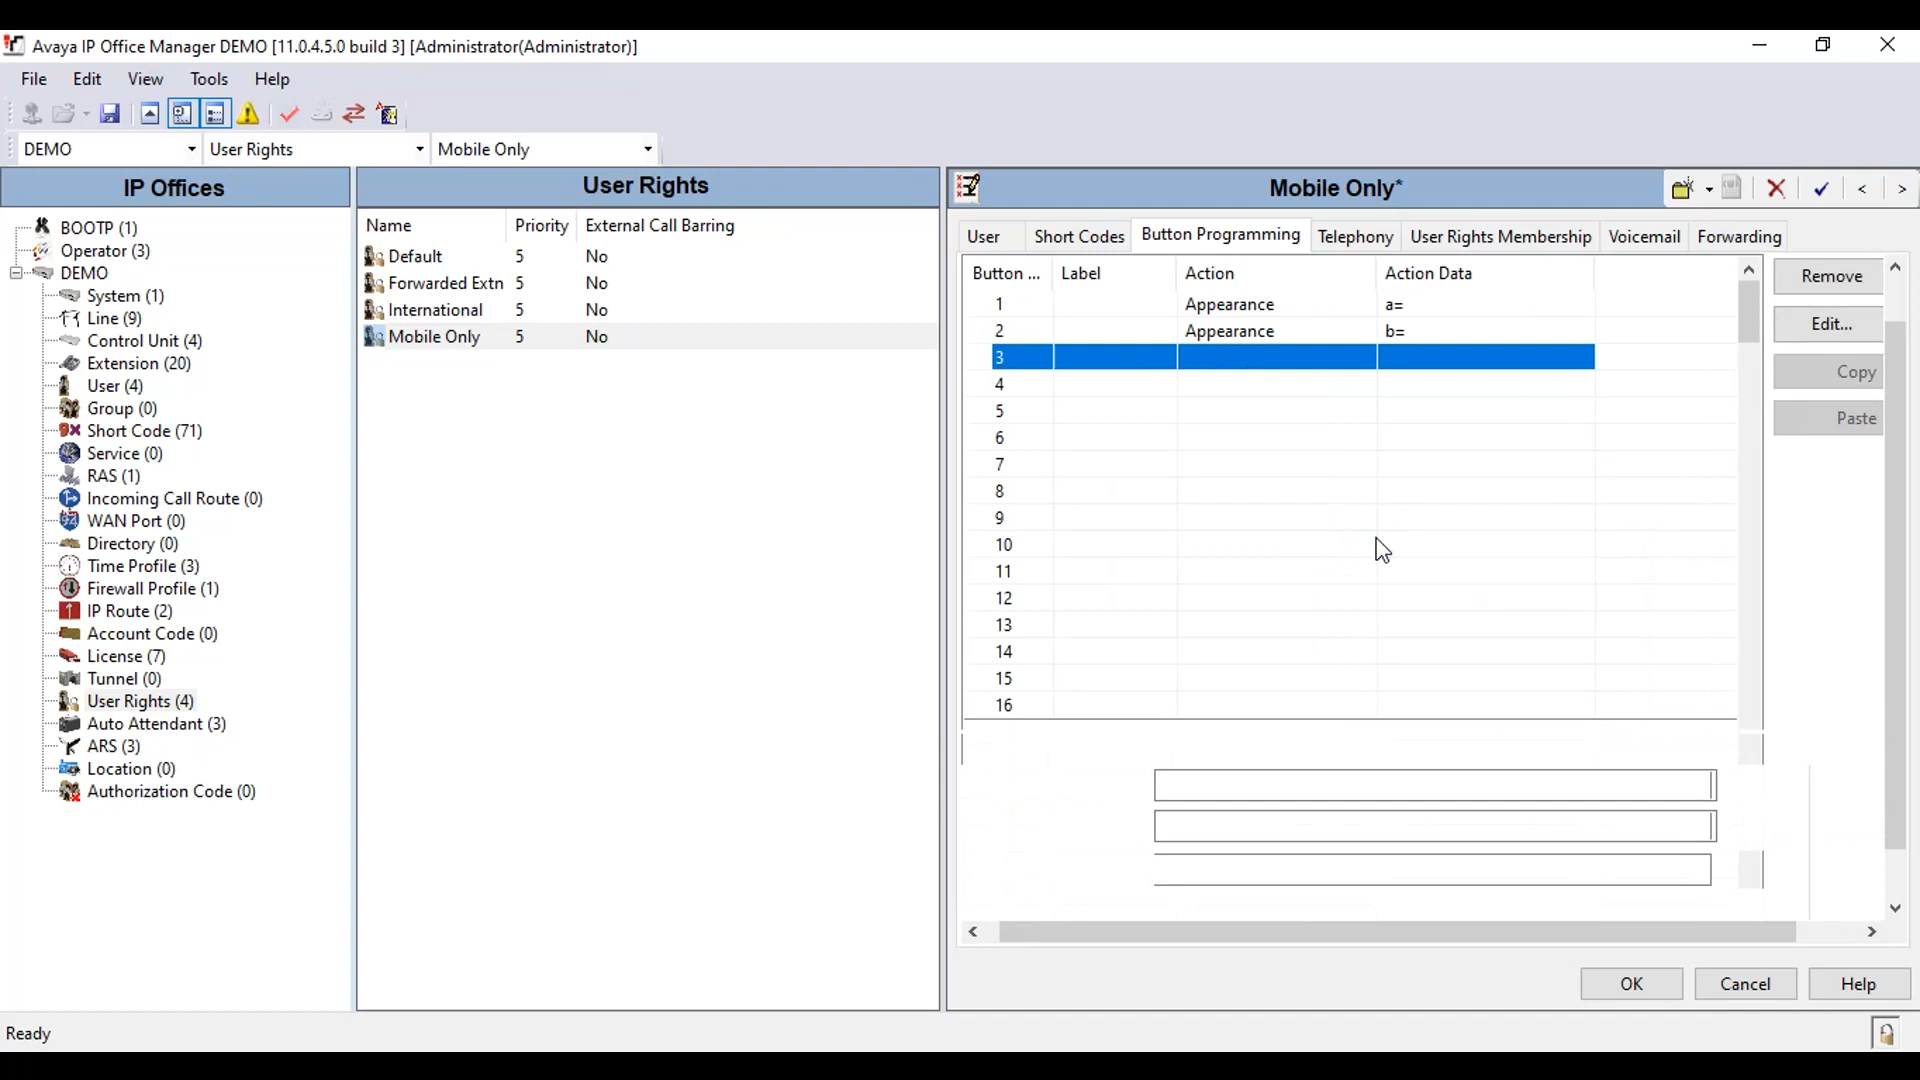 Avaya IP Office Manager DEMO [11.0.4.5.0 build 3] [Administrator(Administrator)]
File Edit View Tools Help
DEMO User Rights Mobile Only
IP Offices
BOOTP (1)
Operator (3)
DEMO
System (1)
Line (9)
Control Unit (4)
Extension (20)
User (4)
Group (0)
Short Code (71)
Service (0)
RAS (1)
Incoming Call Route (0)
WAN Port (0)
Directory (0)
Time Profile (3)
Firewall Profile (1)
IP Route (2)
Account Code (0)
License (7)
Tunnel (0)
User Rights (4)
Auto Attendant (3)
ARS (3)
Location (0)
Authorization Code (0)
User Rights
Name Priority External Call Barring
Default 5 No
Forwarded Extn 5 No
International 5 No
Mobile Only 5 No
Mobile Only*
< >
User Short Codes Button Programming Telephony User Rights Membership Voicemail Forwarding
Button ... Label Action Action Data
1 Appearance a=
2 Appearance b=
3
4
5
6
7
8
9
10
11
12
13
14
15
16
Remove
Edit...
Copy
Paste
OK Cancel Help
Ready